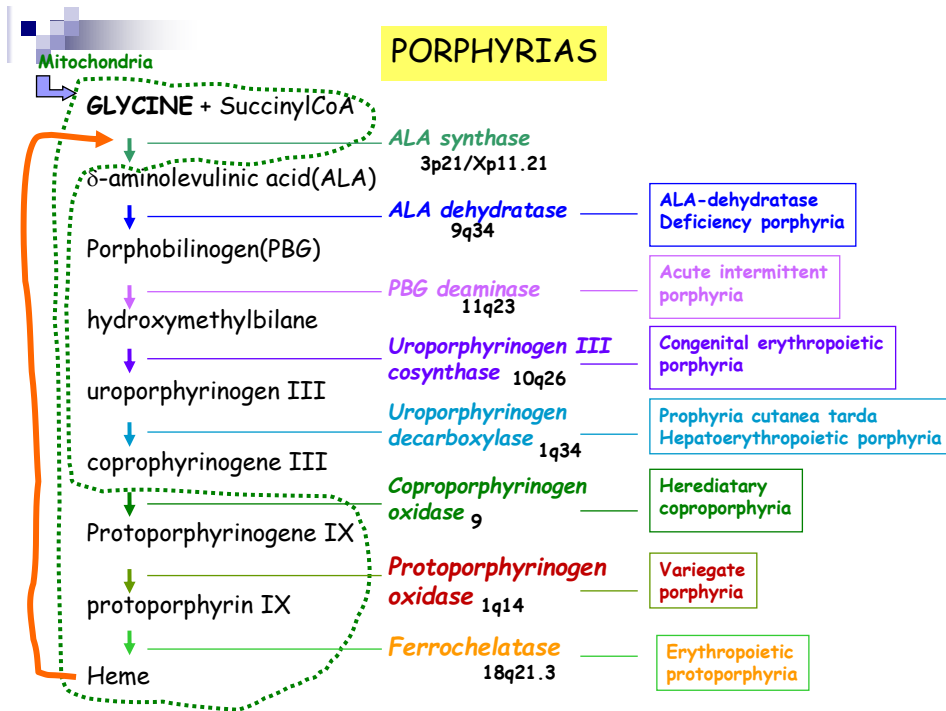 PORPHYRIAS
Mitochondria
GLYCINE + SuccinylCoA
ALA synthase
3p21/Xp11.21
δ-aminolevulinic acid(ALA)
ALA dehydratase
9q34
ALA-dehydratase
Deficiency porphyria
Porphobilinogen(PBG)
PBG deaminase
11q23
Acute intermittent
porphyria
hydroxymethylbilane
Uroporphyrinogen III
cosynthase 10q26
Congenital erythropoietic
porphyria
uroporphyrinogen III
Uroporphyrinogen
decarboxylase 1q34
Prophyria cutanea tarda
Hepatoerythropoietic porphyria
coprophyrinogene III
Coproporphyrinogen
oxidase 9
Herediatary
coproporphyria
Protoporphyrinogene IX
Protoporphyrinogen
oxidase 1q14
Variegate
porphyria
protoporphyrin IX
Ferrochelatase
18q21.3
Erythropoietic
protoporphyria
Heme